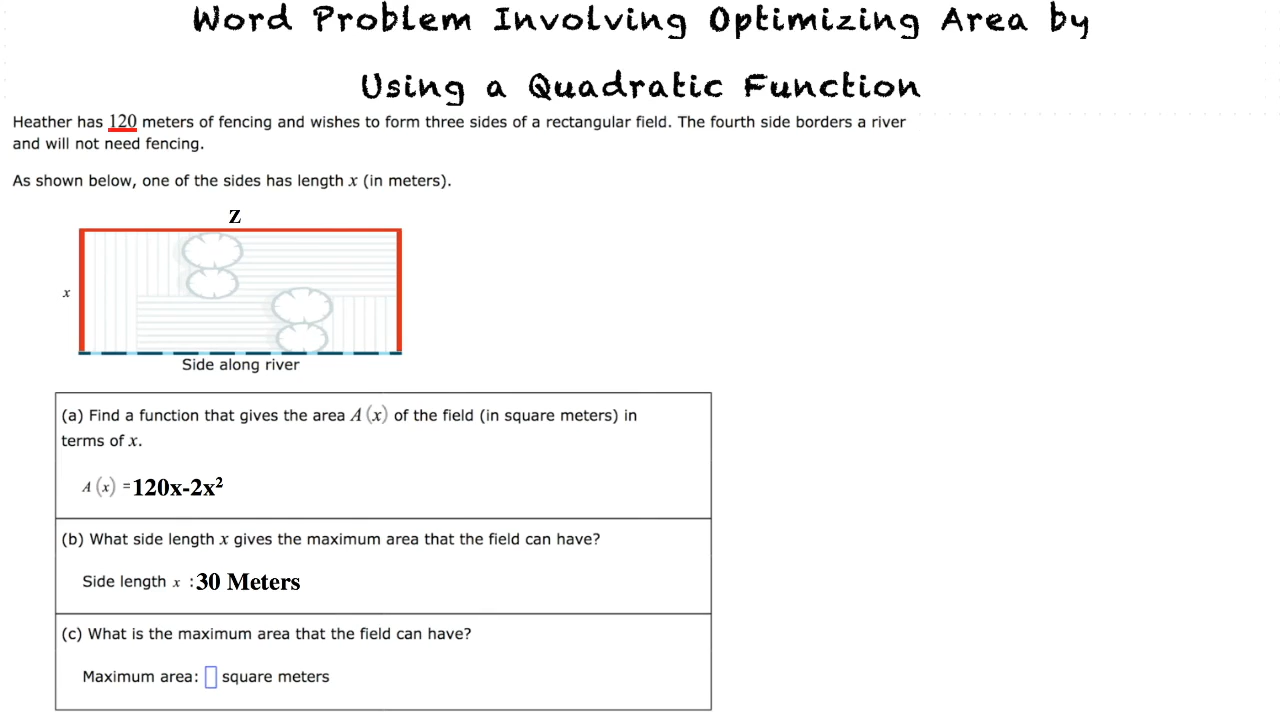 Word Problem Involving Optimizing Area by
Using a Quadratic Function
Heather has 120 meters of fencing and wishes to form three sides of a rectangular field. The fourth side borders a river
and will not need fencing.
As shown below, one of the sides has length x (in meters).
Z
x
Side along river
(a) Find a function that gives the area A (x) of the field (in square meters) in
terms of x.
A (x) =120x-2x²
(b) What side length x gives the maximum area that the field can have?
Side length x :30 Meters
(c) What is the maximum area that the field can have?
Maximum area: square meters